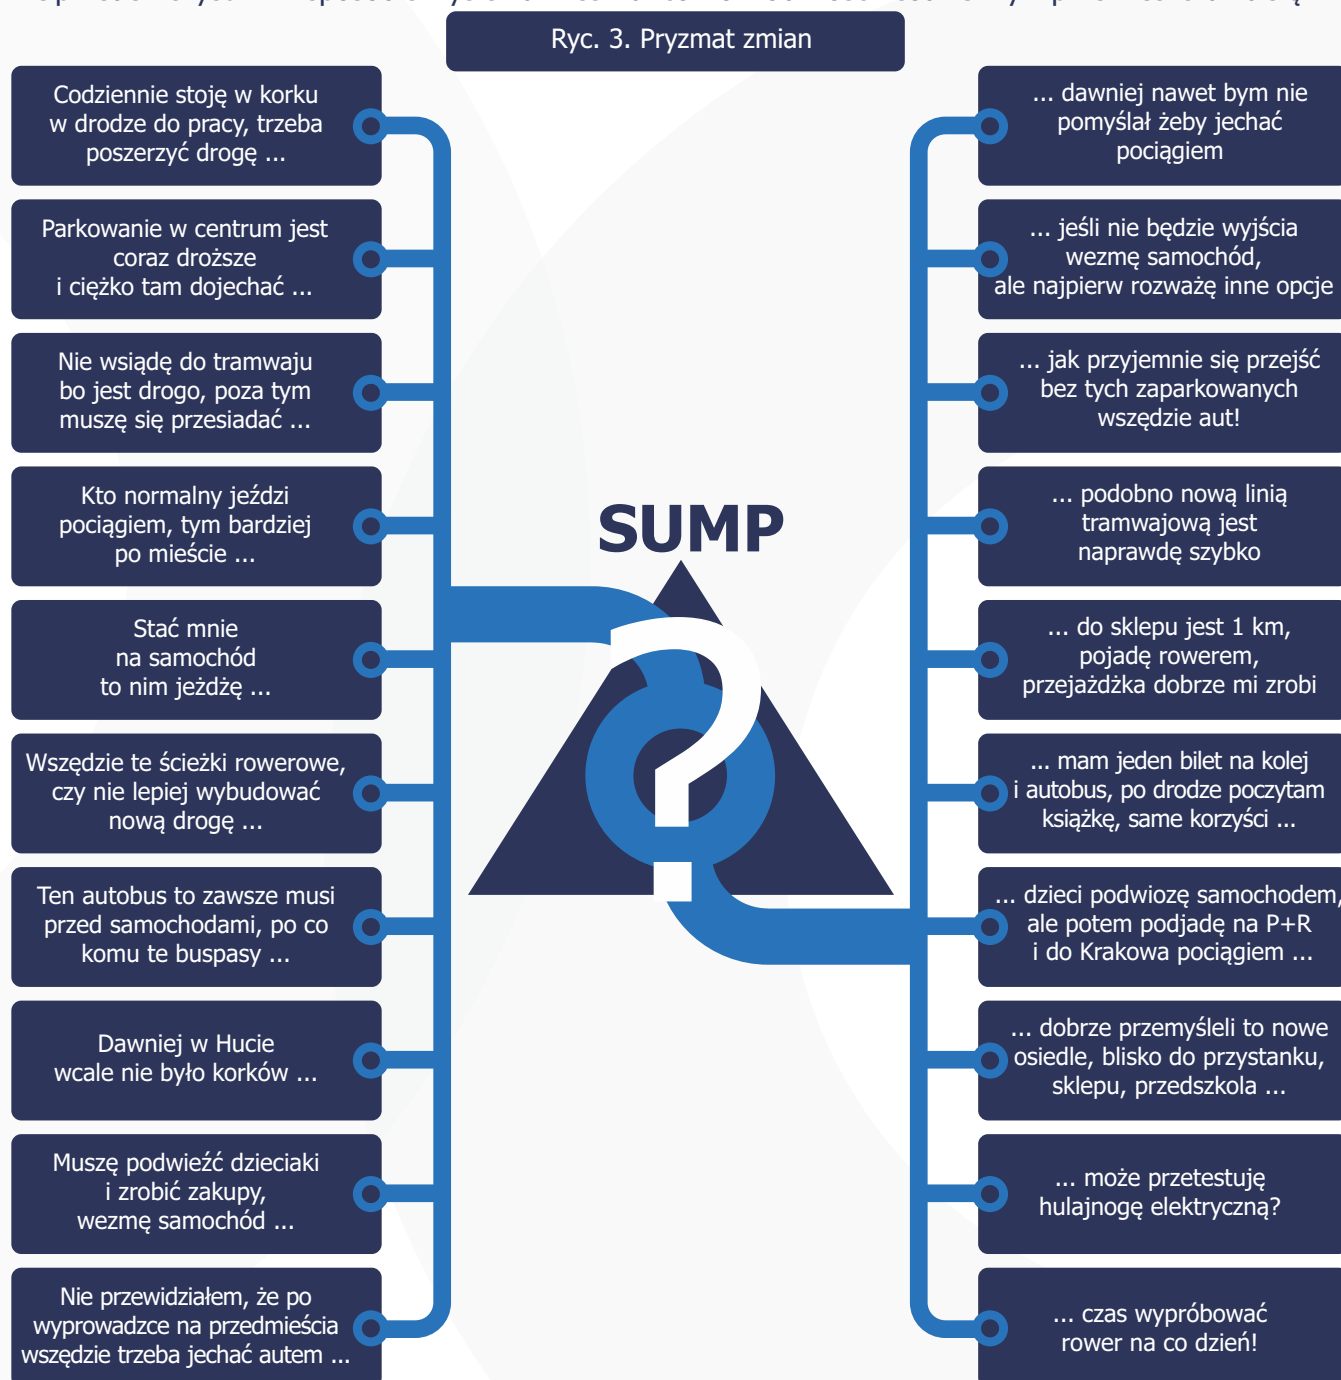 Ryc. 3. Pryzmat zmian
Codziennie stoję w korku
w drodze do pracy, trzeba
poszerzyć drogę ...
Parkowanie w centrum jest
coraz droższe
i ciężko tam dojechać ...
Nie wsiądę do tramwaju
bo jest drogo, poza tym
muszę się przesiadać ...
Kto normalny jeździ
pociągiem, tym bardziej
po mieście ...
Stać mnie
na samochód
to nim jeżdżę ...
Wszędzie te ścieżki rowerowe,
czy nie lepiej wybudować
nową drogę ...
Ten autobus to zawsze musi
przed samochodami, po co
komu te buspasy ...
Dawniej w Hucie
wcale nie było korków ...
Muszę podwieźć dzieciaki
i zrobić zakupy,
wezmę samochód ...
Nie przewidziałem, że po
wyprowadzce na przedmieścia
wszędzie trzeba jechać autem ...
SUMP
?
... dawniej nawet bym nie
pomyślał żeby jechać
pociągiem
... jeśli nie będzie wyjścia
wezmę samochód,
ale najpierw rozważę inne opcje
... jak przyjemnie się przejść
bez tych zaparkowanych
wszędzie aut!
... podobno nową linią
tramwajową jest
naprawdę szybko
... do sklepu jest 1 km,
pojadę rowerem,
przejażdżka dobrze mi zrobi
... mam jeden bilet na kolej
i autobus, po drodze poczytam
książkę, same korzyści ...
... dzieci podwiozę samochodem,
ale potem podjadę na P+R
i do Krakowa pociągiem ...
... dobrze przemyśleli to nowe
osiedle, blisko do przystanku,
sklepu, przedszkola ...
... może przetestuję
hulajnogę elektryczną?
... czas wypróbować
rower na co dzień!